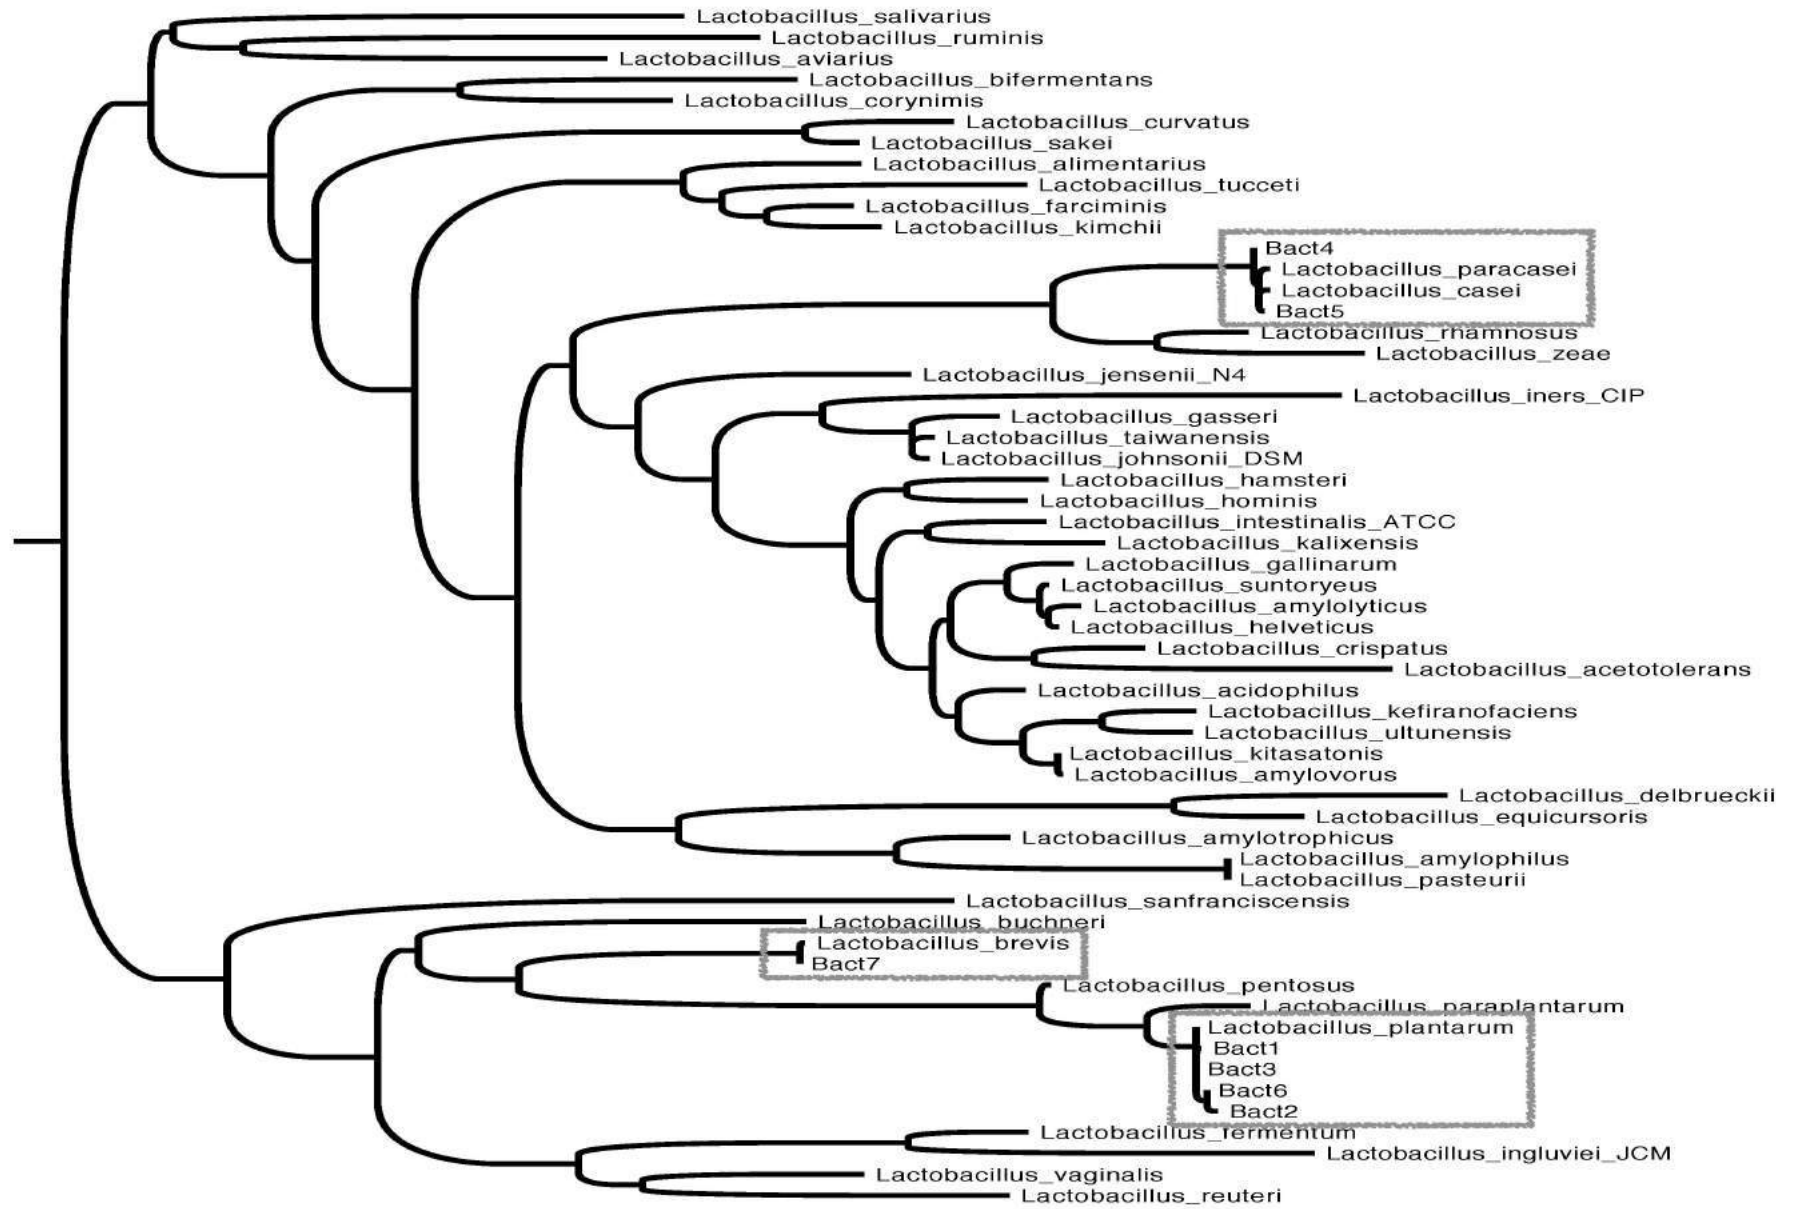 Lactobacillus_salivarius
Lactobacillus_ruminis
Lactobacillus_aviarius
Lactobacillus_bifermentans
Lactobacillus_corynimis
Lactobacillus_curvatus
Lactobacillus_sakei
Lactobacillus_alimentarius
Lactobacillus_tucceti
Lactobacillus_farciminis
Lactobacillus_kimchii
Bact4
Lactobacillus_paracasei
Lactobacillus_casei
Bact5
Lactobacillus_rhamnosus
Lactobacillus_zeae
Lactobacillus_jensenii_N4
Lactobacillus_iners_CIP
Lactobacillus_gasseri
Lactobacillus_taiwanensis
Lactobacillus_johnsonii_DSM
Lactobacillus_hamsteri
Lactobacillus_hominis
Lactobacillus_intestinalis_ATCC
Lactobacillus_kalixensis
Lactobacillus_gallinarum
Lactobacillus_suntoryeus
Lactobacillus_amylolyticus
Lactobacillus_helveticus
Lactobacillus_crispatus
Lactobacillus_acetotolerans
Lactobacillus_acidophilus
Lactobacillus_kefiranofaciens
Lactobacillus_ultunensis
Lactobacillus_kitasatonis
Lactobacillus_amylovorus
Lactobacillus_delbrueckii
Lactobacillus_equicursoris
Lactobacillus_amylotrophicus
Lactobacillus_amylophilus
Lactobacillus_pasteurii
Lactobacillus_sanfranciscensis
Lactobacillus_buchneri
Lactobacillus_brevis
Bact7
Lactobacillus_pentosus
Lactobacillus_paraplantarum
Lactobacillus_plantarum
Bact1
Bact3
Bact6
Bact2
Lactobacillus_fermentum
Lactobacillus_ingluviei_JCM
Lactobacillus_vaginalis
Lactobacillus_reuteri